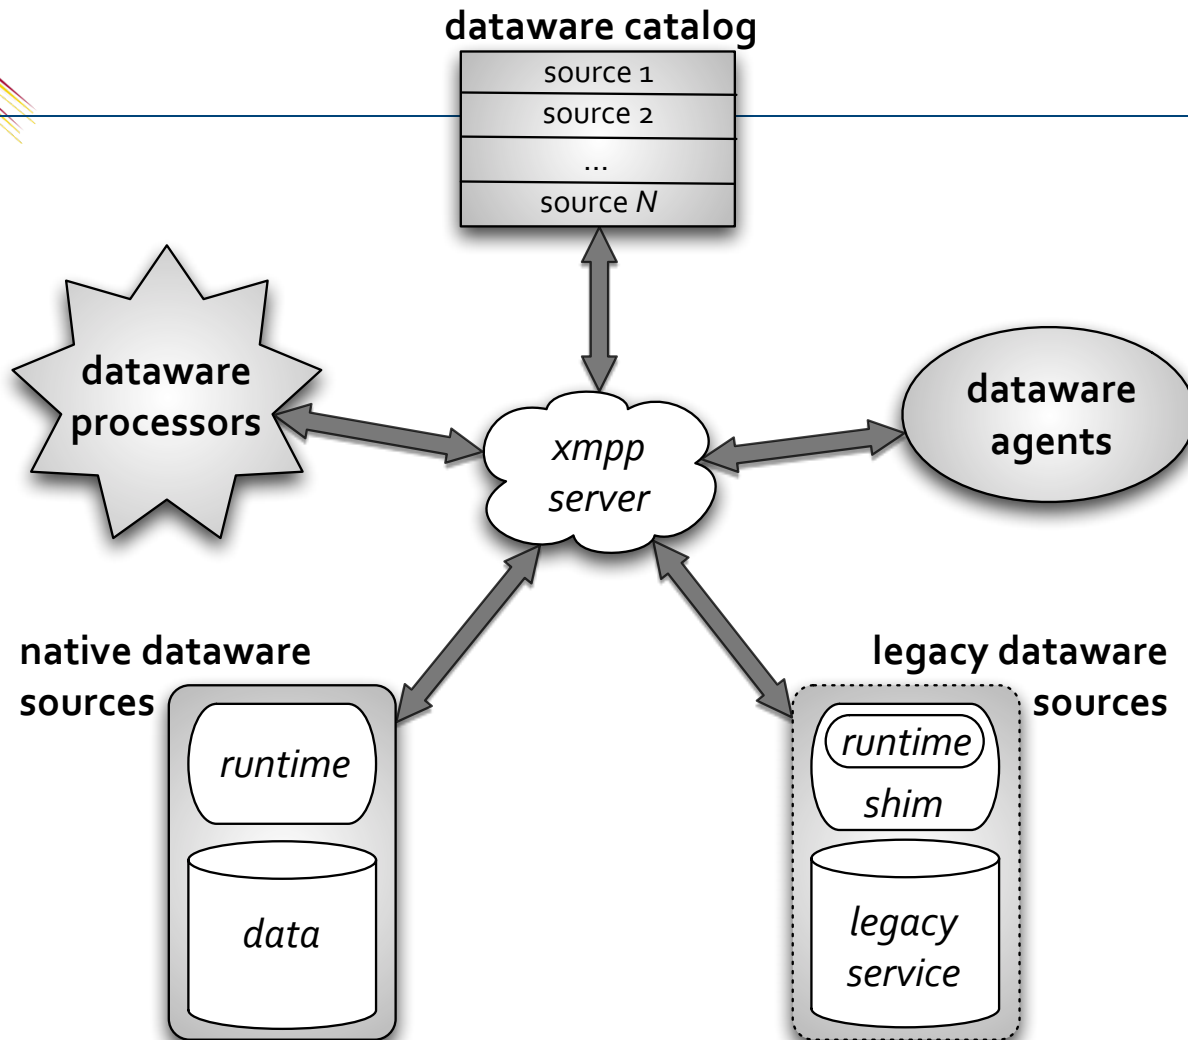 dataware catalog
source 1
source 2
...
source N
dataware
processors
xmpp
server
dataware
agents
native dataware
sources
runtime
data
legacy dataware
sources
runtime
shim
legacy
service